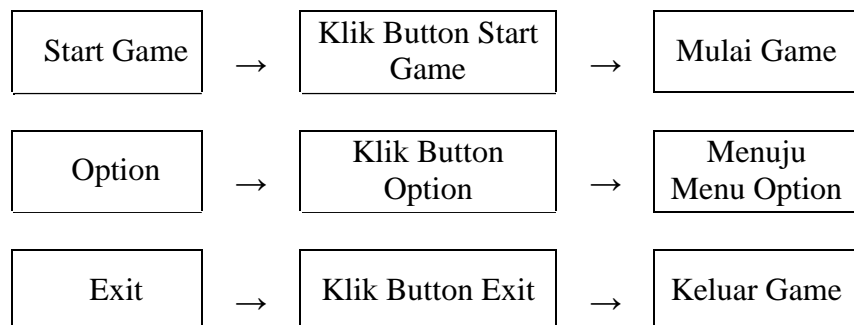 Start Game → Klik Button Start Game → Mulai Game
Option → Klik Button Option → Menuju Menu Option
Exit → Klik Button Exit → Keluar Game